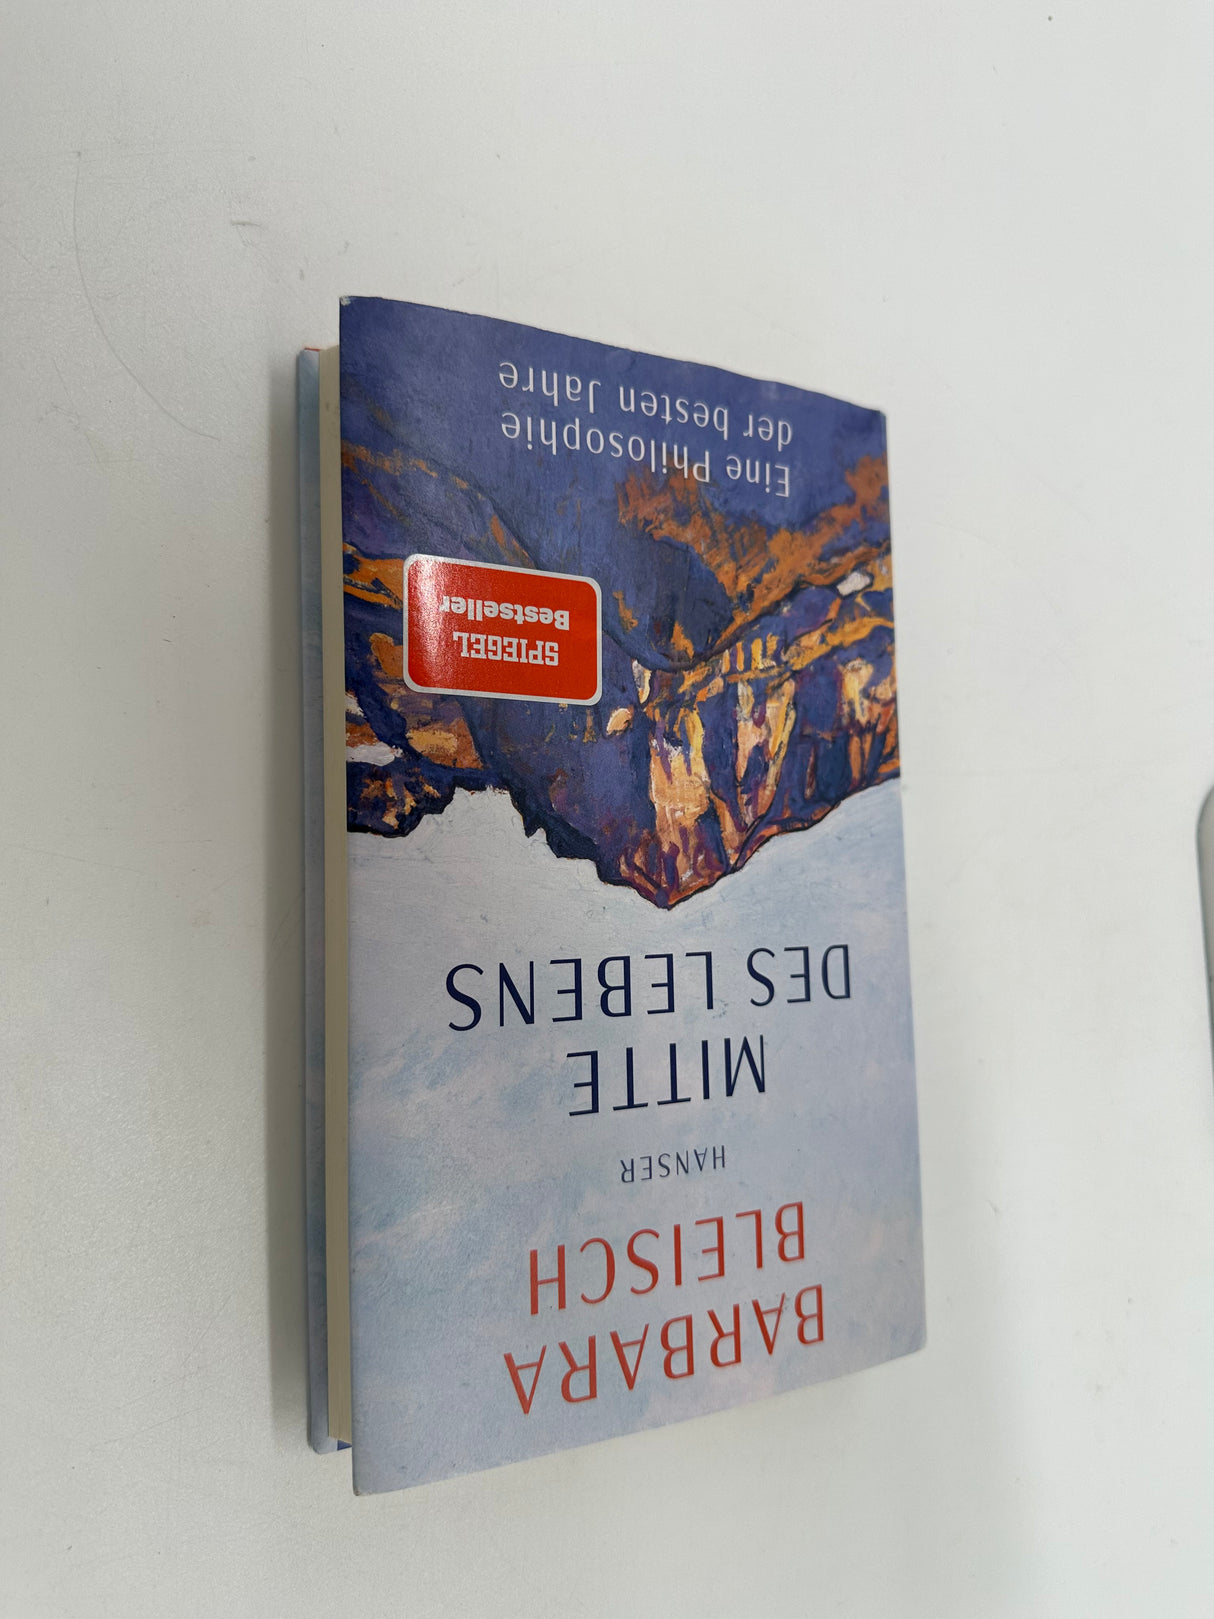 BARBARA
BLEISCH
HANSER
MITTE
DES LEBENS
SPIEGEL
Bestseller
Eine Philosophie
der besten Jahre